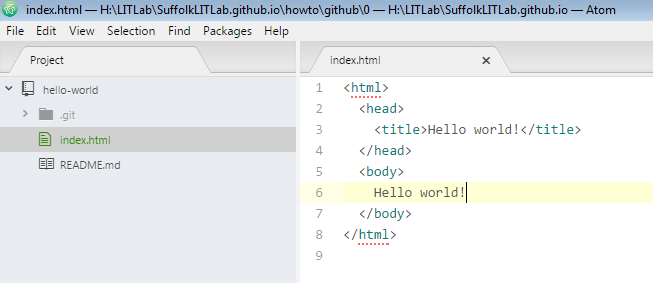 index.html — H:\LITLab\SuffolkLITLab.github.io\howto\github\0 — H:\LITLab\SuffolkLITLab.github.io — Atom
File Edit View Selection Find Packages Help
Project
hello-world
.git
index.html
README.md
index.html
1 <html>
2   <head>
3     <title>Hello world!</title>
4   </head>
5   <body>
6     Hello world!
7   </body>
8 </html>
9